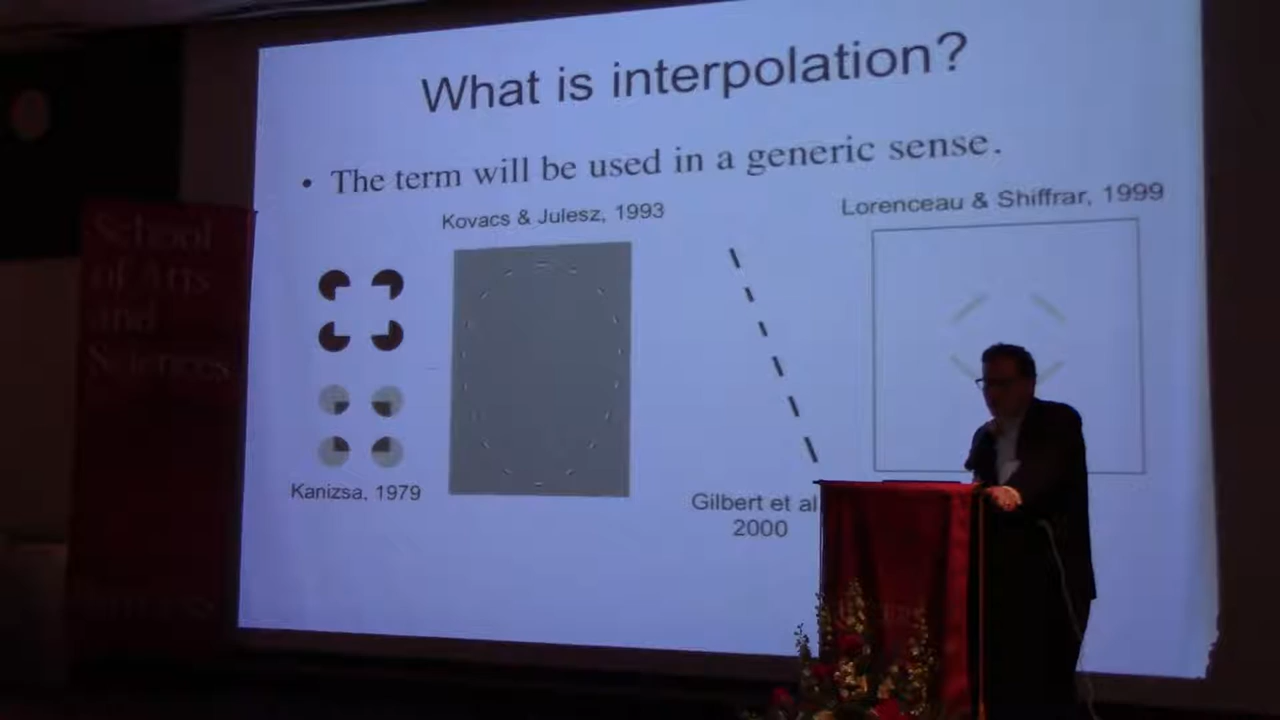 What is interpolation?
• The term will be used in a generic sense.
Kovacs & Julesz, 1993
Lorenceau & Shiffrar, 1999
Kanizsa, 1979
Gilbert et al
2000
School
of Arts
and
Sciences